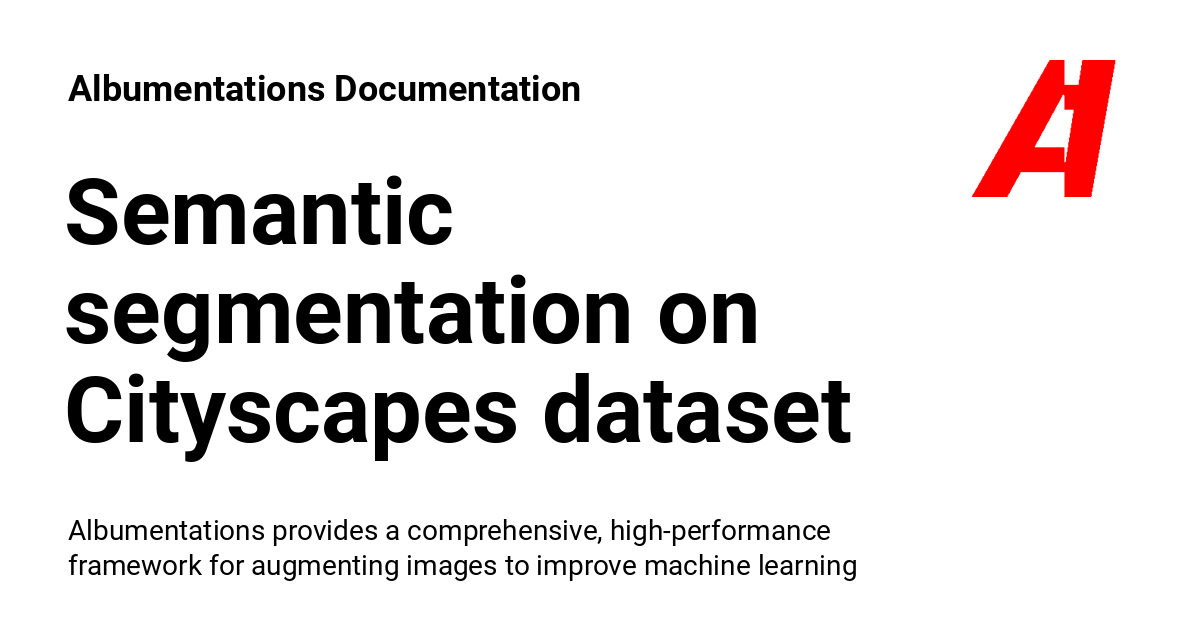 Albumentations Documentation
Semantic
segmentation on
Cityscapes dataset
Albumentations provides a comprehensive, high-performance
framework for augmenting images to improve machine learning